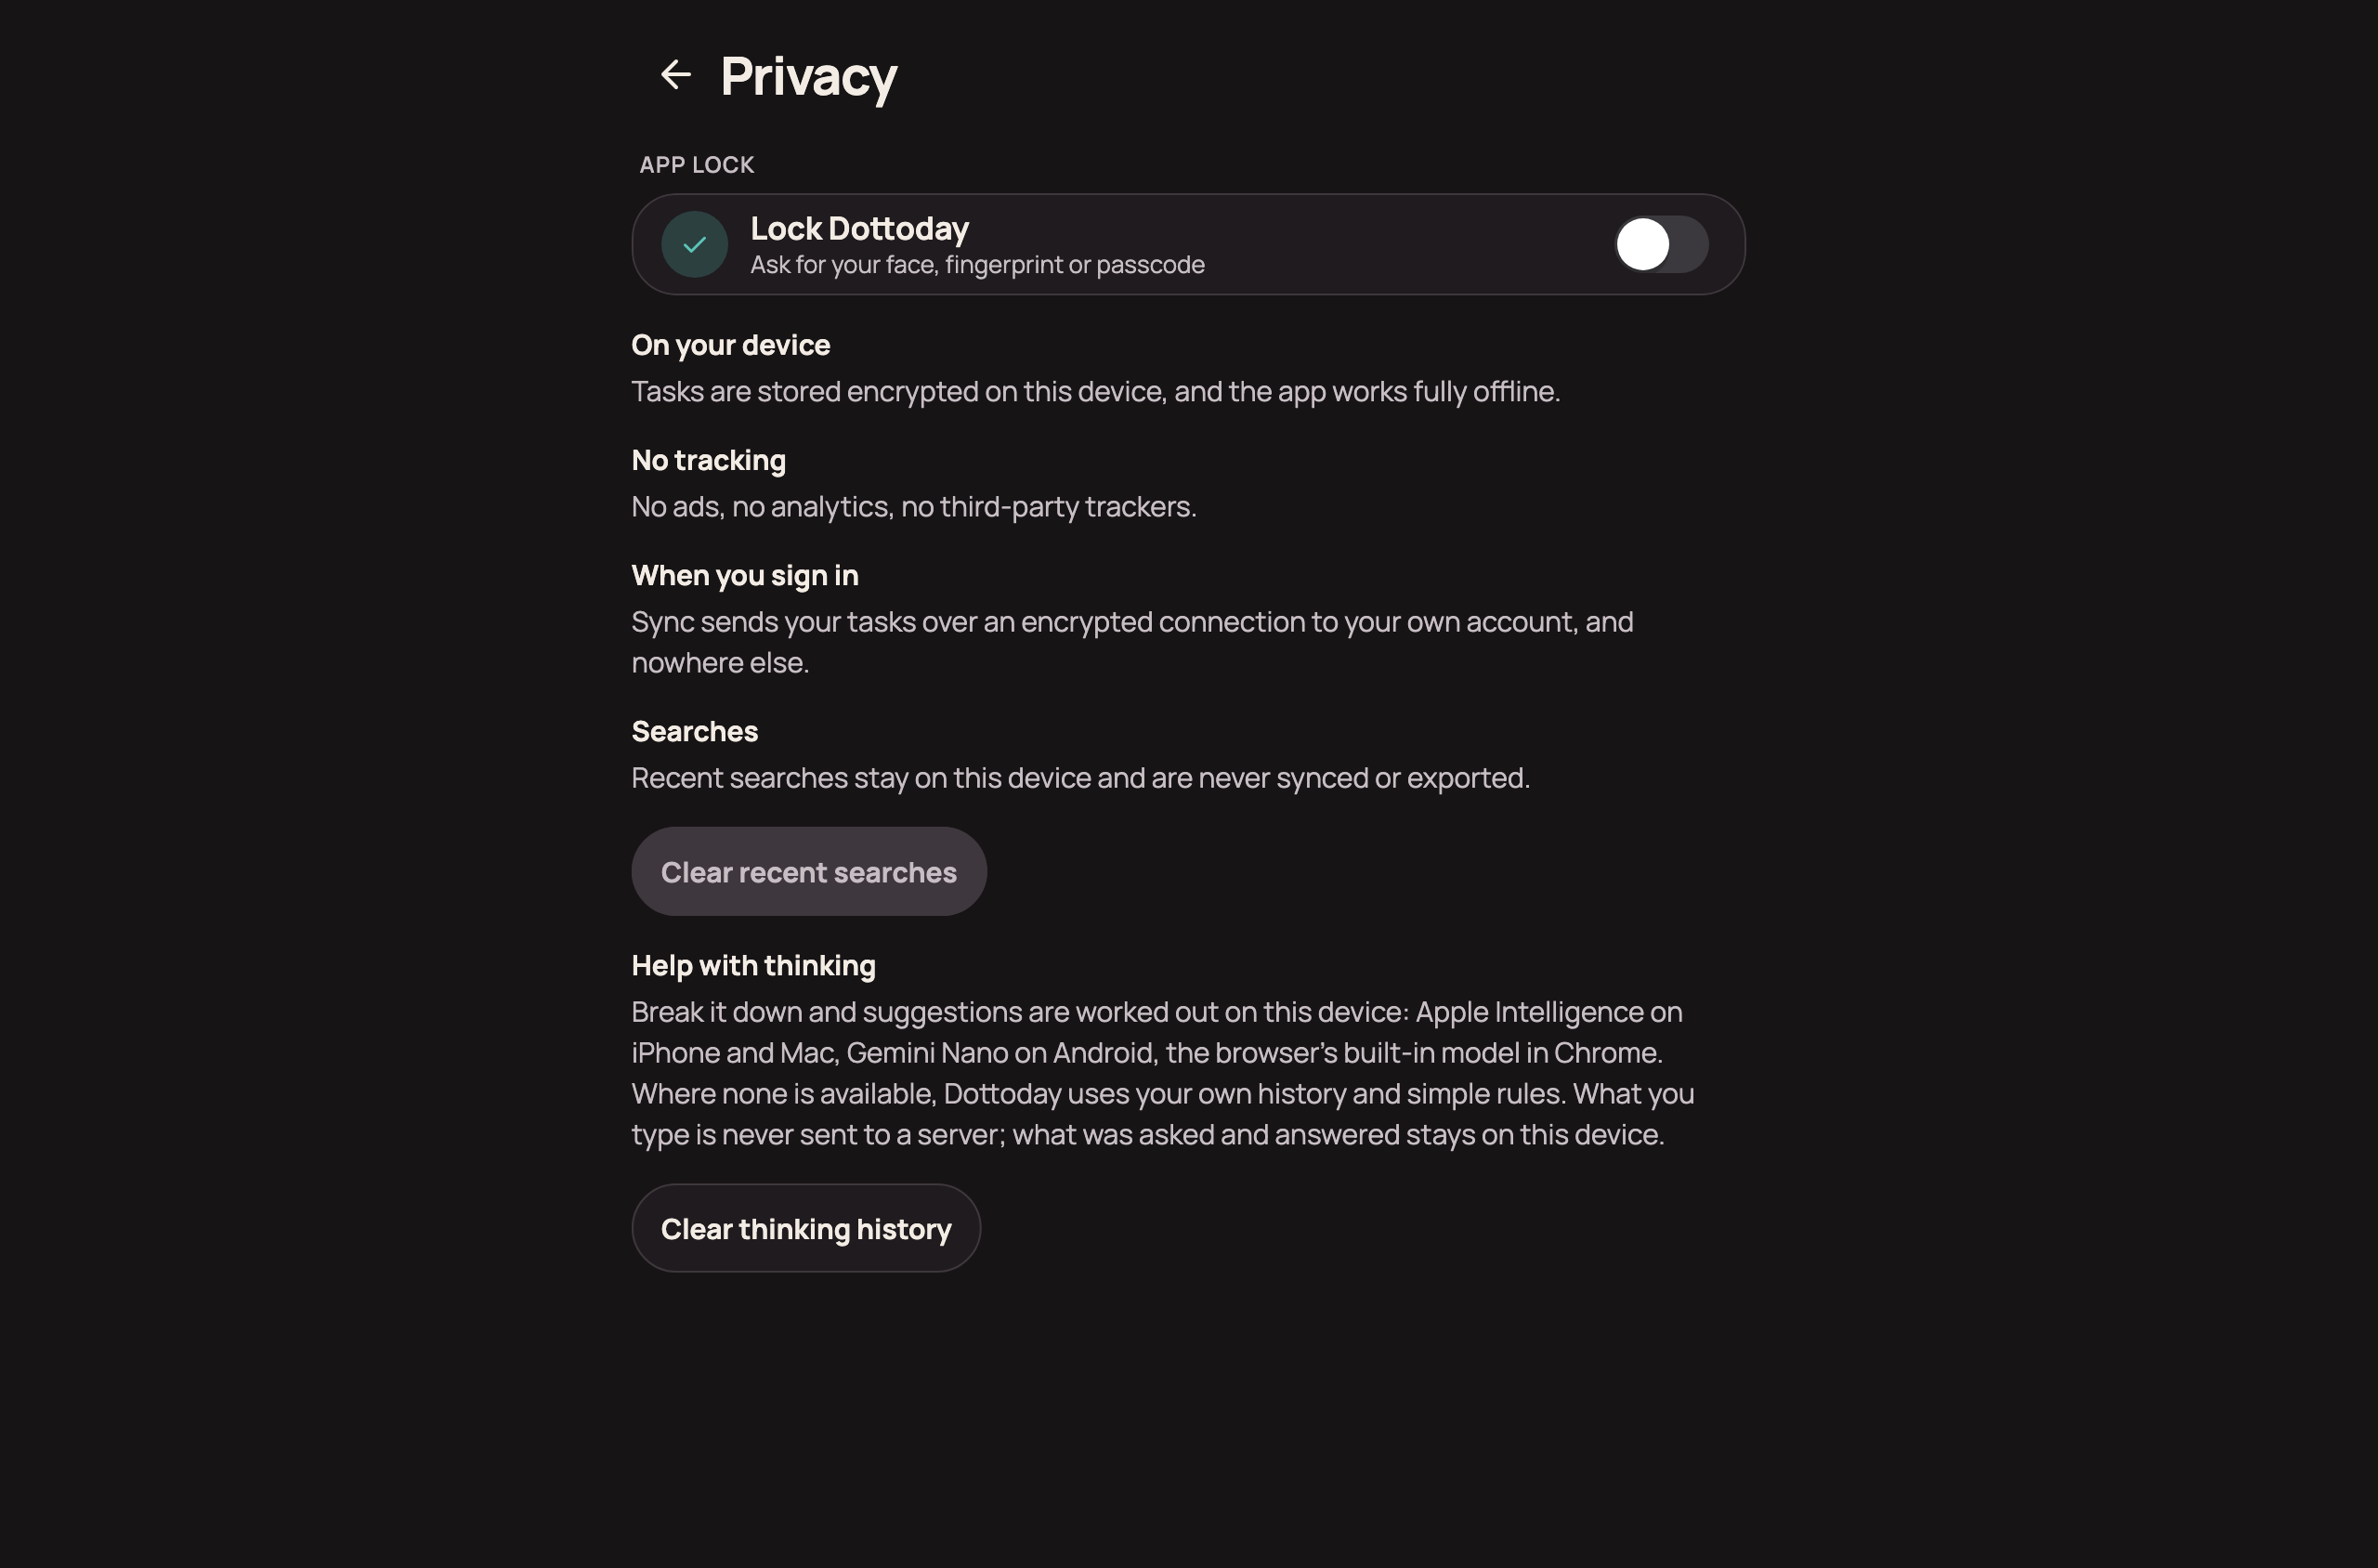 Privacy
APP LOCK
Lock Dottoday
Ask for your face, fingerprint or passcode
On your device
Tasks are stored encrypted on this device, and the app works fully offline.
No tracking
No ads, no analytics, no third-party trackers.
When you sign in
Sync sends your tasks over an encrypted connection to your own account, and
nowhere else.
Searches
Recent searches stay on this device and are never synced or exported.
Clear recent searches
Help with thinking
Break it down and suggestions are worked out on this device: Apple Intelligence on
iPhone and Mac, Gemini Nano on Android, the browser’s built-in model in Chrome.
Where none is available, Dottoday uses your own history and simple rules. What you
type is never sent to a server; what was asked and answered stays on this device.
Clear thinking history